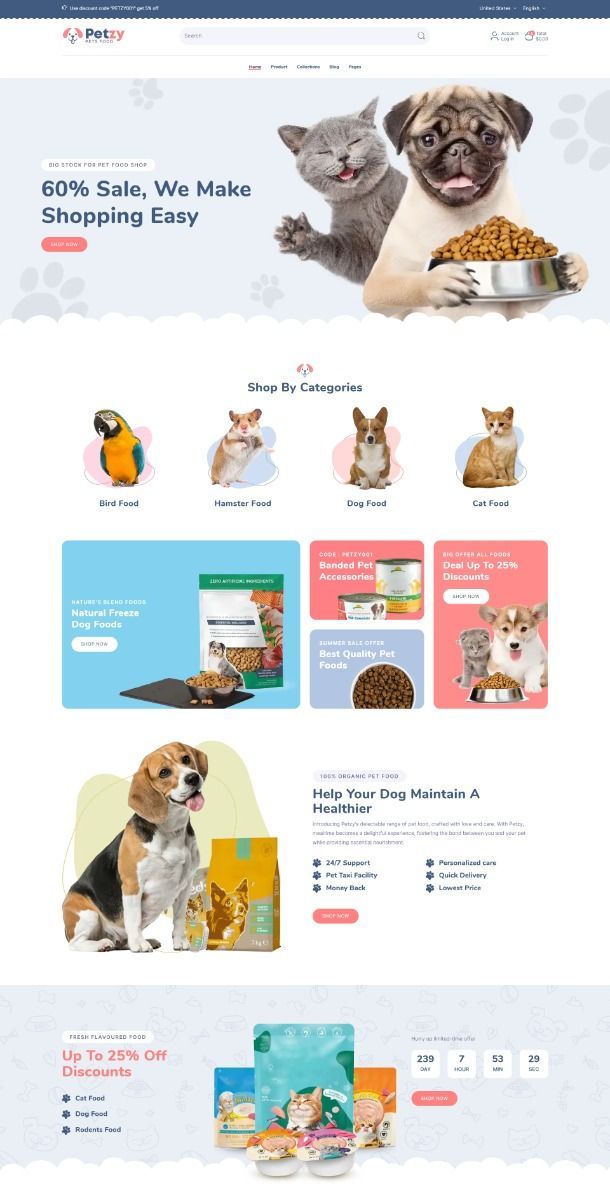 Use discount code "PETZY001" get 5% off
United States
English
Petzy
PETS FOOD
Search
Account
Log in
Total
$0.00
Home
Product
Collections
Blog
Pages
BIG STOCK FOR PET FOOD SHOP
60% Sale, We Make
Shopping Easy
SHOP NOW
Shop By Categories
Bird Food
Hamster Food
Dog Food
Cat Food
NATURE'S BLEND FOODS
Natural Freeze
Dog Foods
SHOP NOW
ZERO ARTIFICIAL INGREDIENTS
CODE : PETZY001
Banded Pet
Accessories
SUMMER SALE OFFER
Best Quality Pet
Foods
BIG OFFER ALL FOODS
Deal Up To 25%
Discounts
SHOP NOW
100% ORGANIC PET FOOD
Help Your Dog Maintain A
Healthier
Introducing Petzy's delectable range of pet food, crafted with love and care. With Petzy,
mealtime becomes a delightful experience, fostering the bond between you and your pet
while providing essential nourishment.
24/7 Support
Personalized care
Pet Taxi Facility
Quick Delivery
Money Back
Lowest Price
SHOP NOW
7kg
FRESH FLAVOURED FOOD
Up To 25% Off
Discounts
Cat Food
Dog Food
Rodents Food
Hurry up limited-time offer
239
7
53
29
DAY
HOUR
MIN
SEC
SHOP NOW